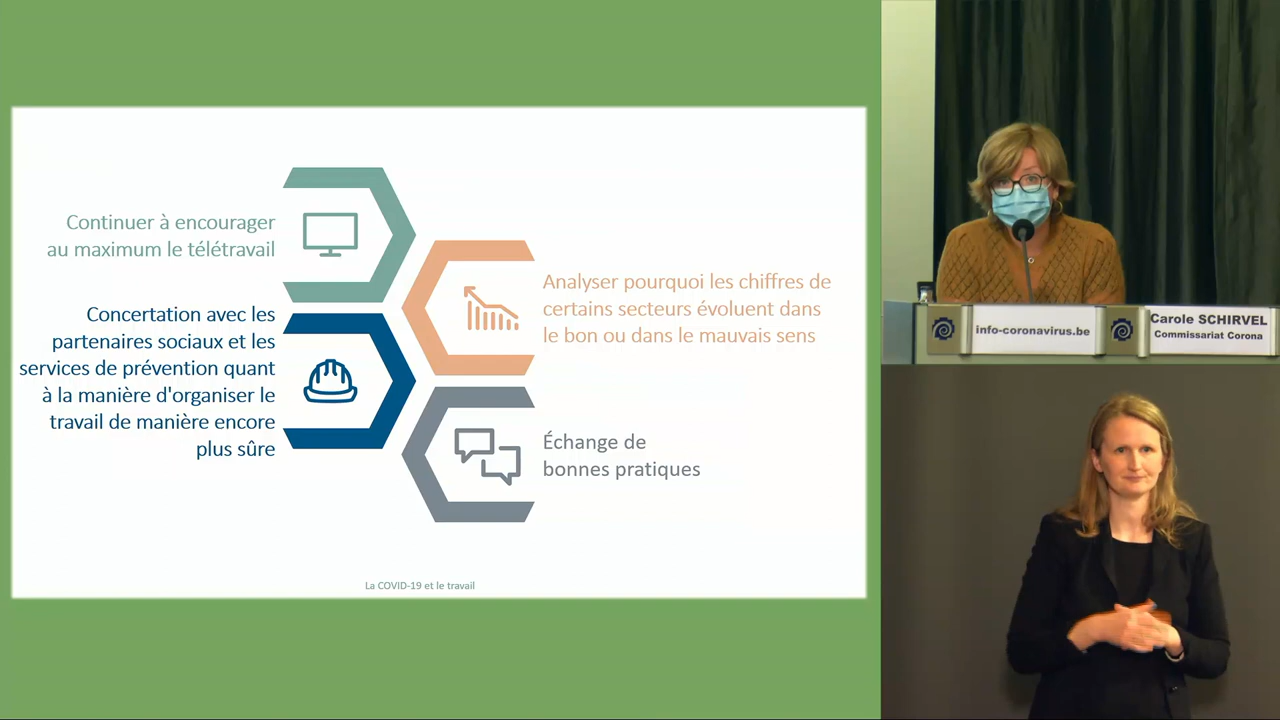 Continuer à encourager
au maximum le télétravail
Analyser pourquoi les chiffres de
certains secteurs évoluent dans
le bon ou dans le mauvais sens
Concertation avec les
partenaires sociaux et les
services de prévention quant
à la manière d'organiser le
travail de manière encore
plus sûre
Échange de
bonnes pratiques
La COVID-19 et le travail
info-coronavirus.be
Carole SCHIRVEL
Commissariat Corona